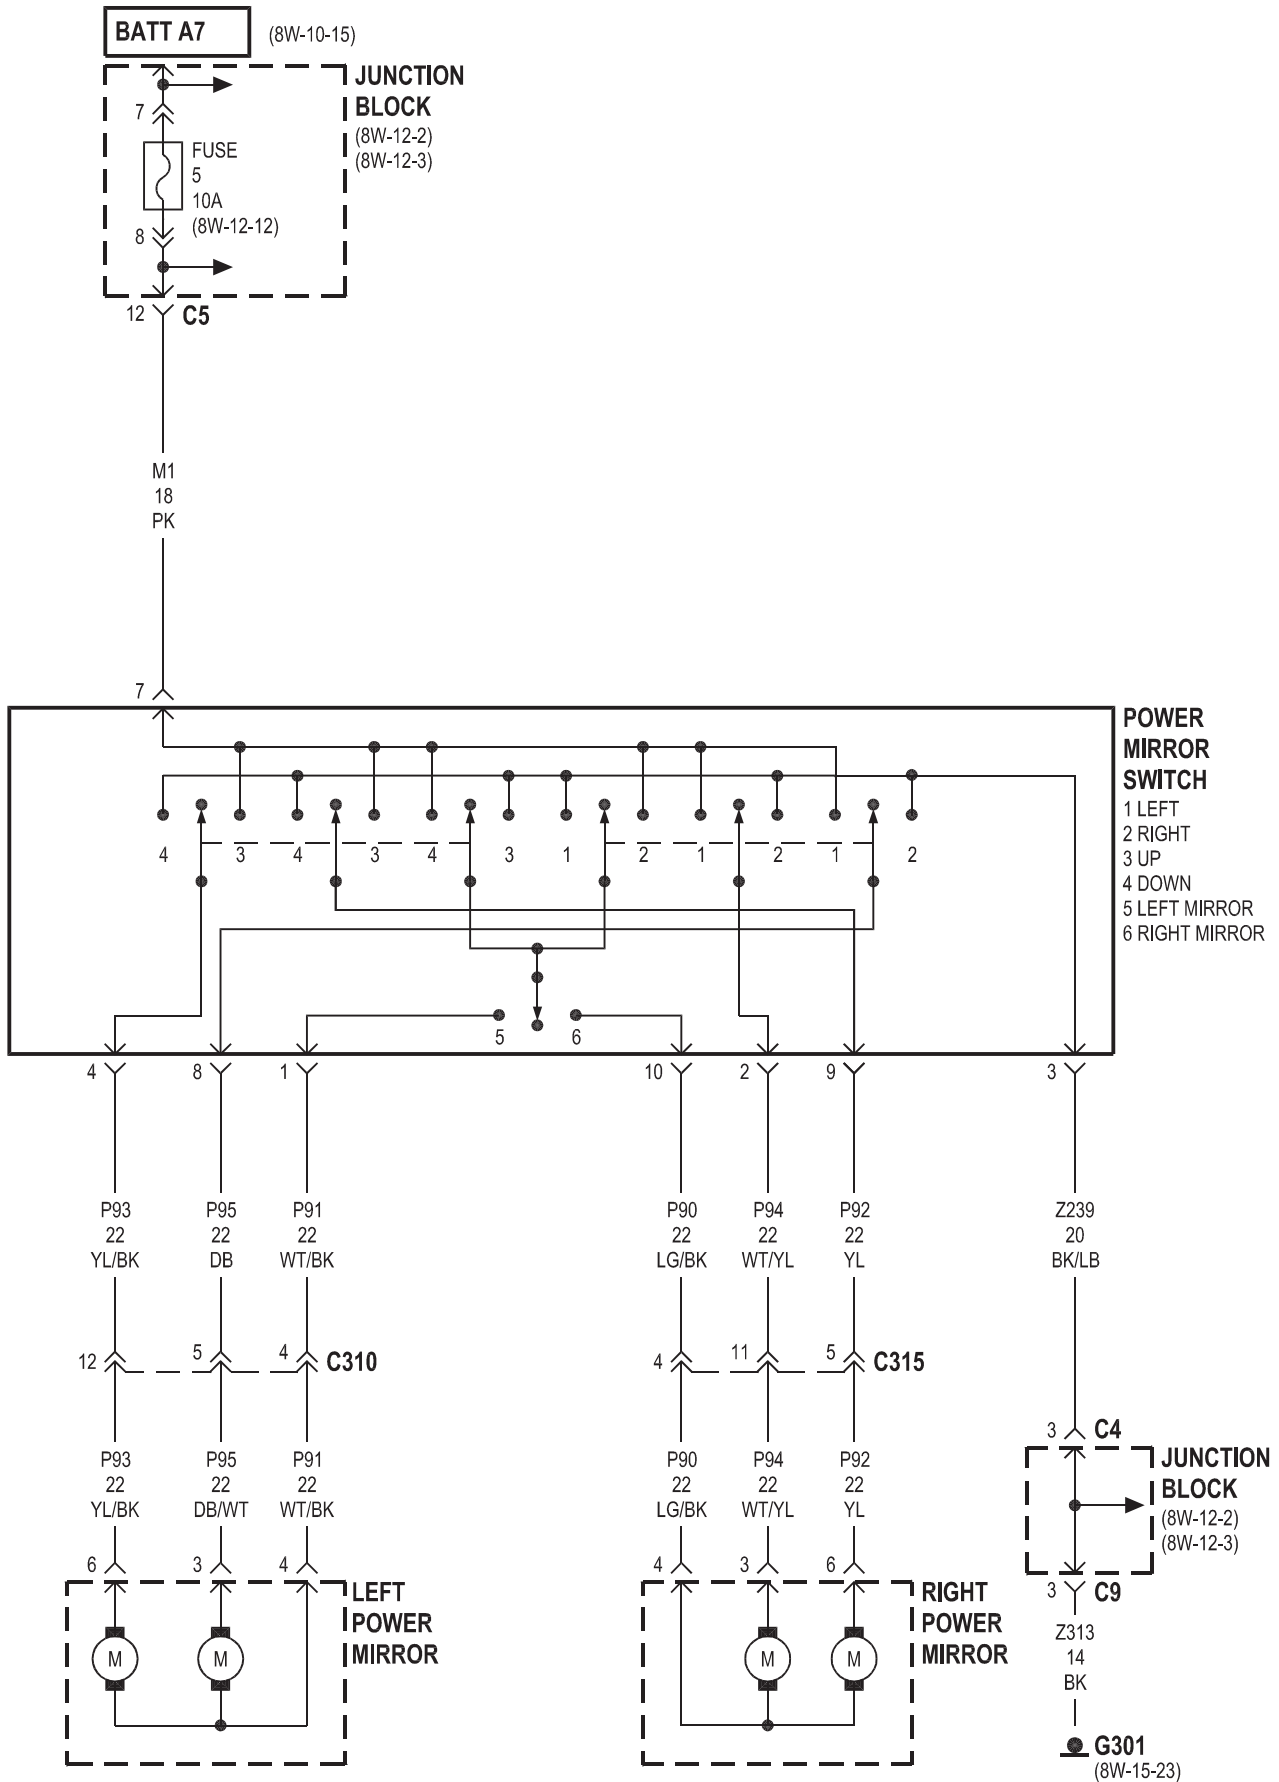 BATT A7
(8W-10-15)
JUNCTION
BLOCK
(8W-12-2)
(8W-12-3)
7
FUSE
5
10A
(8W-12-12)
8
12
C5
M1
18
PK
7
POWER
MIRROR
SWITCH
1 LEFT
2 RIGHT
3 UP
4 DOWN
5 LEFT MIRROR
6 RIGHT MIRROR
4 3 4 3 4 3 1 2 1 2 1 2
5 6
4 8 1 10 2 9 3
P93 P95 P91 P90 P94 P92 Z239
22 22 22 22 22 22 20
YL/BK DB WT/BK LG/BK WT/YL YL BK/LB
12 5 4 C310 4 11 5 C315
3 C4
P93 P95 P91 P90 P94 P92
22 22 22 22 22 22
YL/BK DB/WT WT/BK LG/BK WT/YL YL
JUNCTION
BLOCK
(8W-12-2)
(8W-12-3)
6 3 4 4 3 6
3 C9
LEFT
POWER
MIRROR
RIGHT
POWER
MIRROR
Z313
14
BK
G301
(8W-15-23)
M M M M